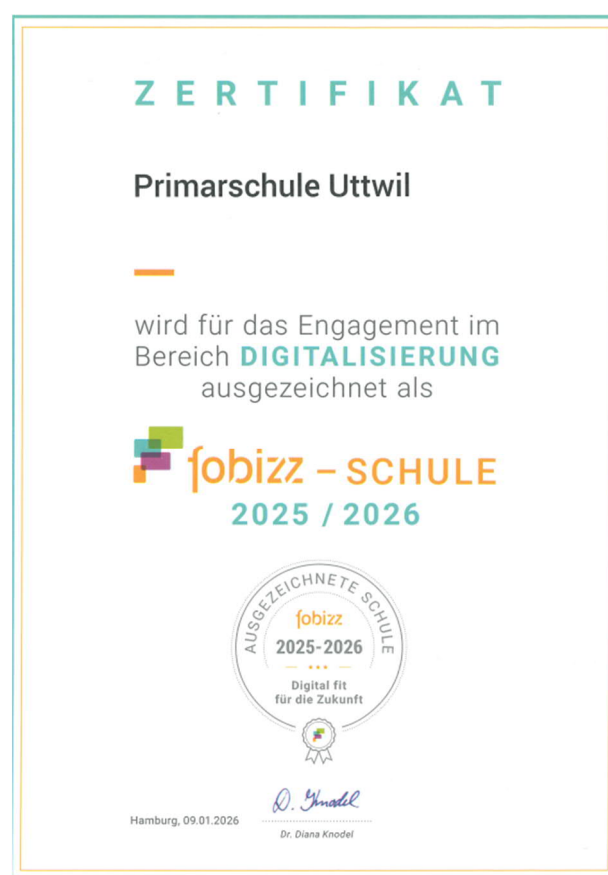 ZERTIFIKAT
Primarschule Uttwil
wird für das Engagement im
Bereich DIGITALISIERUNG
ausgezeichnet als
fobizz – SCHULE
2025 / 2026
AUSGEZEICHNETE SCHULE
fobizz
2025-2026
Digital fit
für die Zukunft
D. Knodel
Hamburg, 09.01.2026
Dr. Diana Knodel